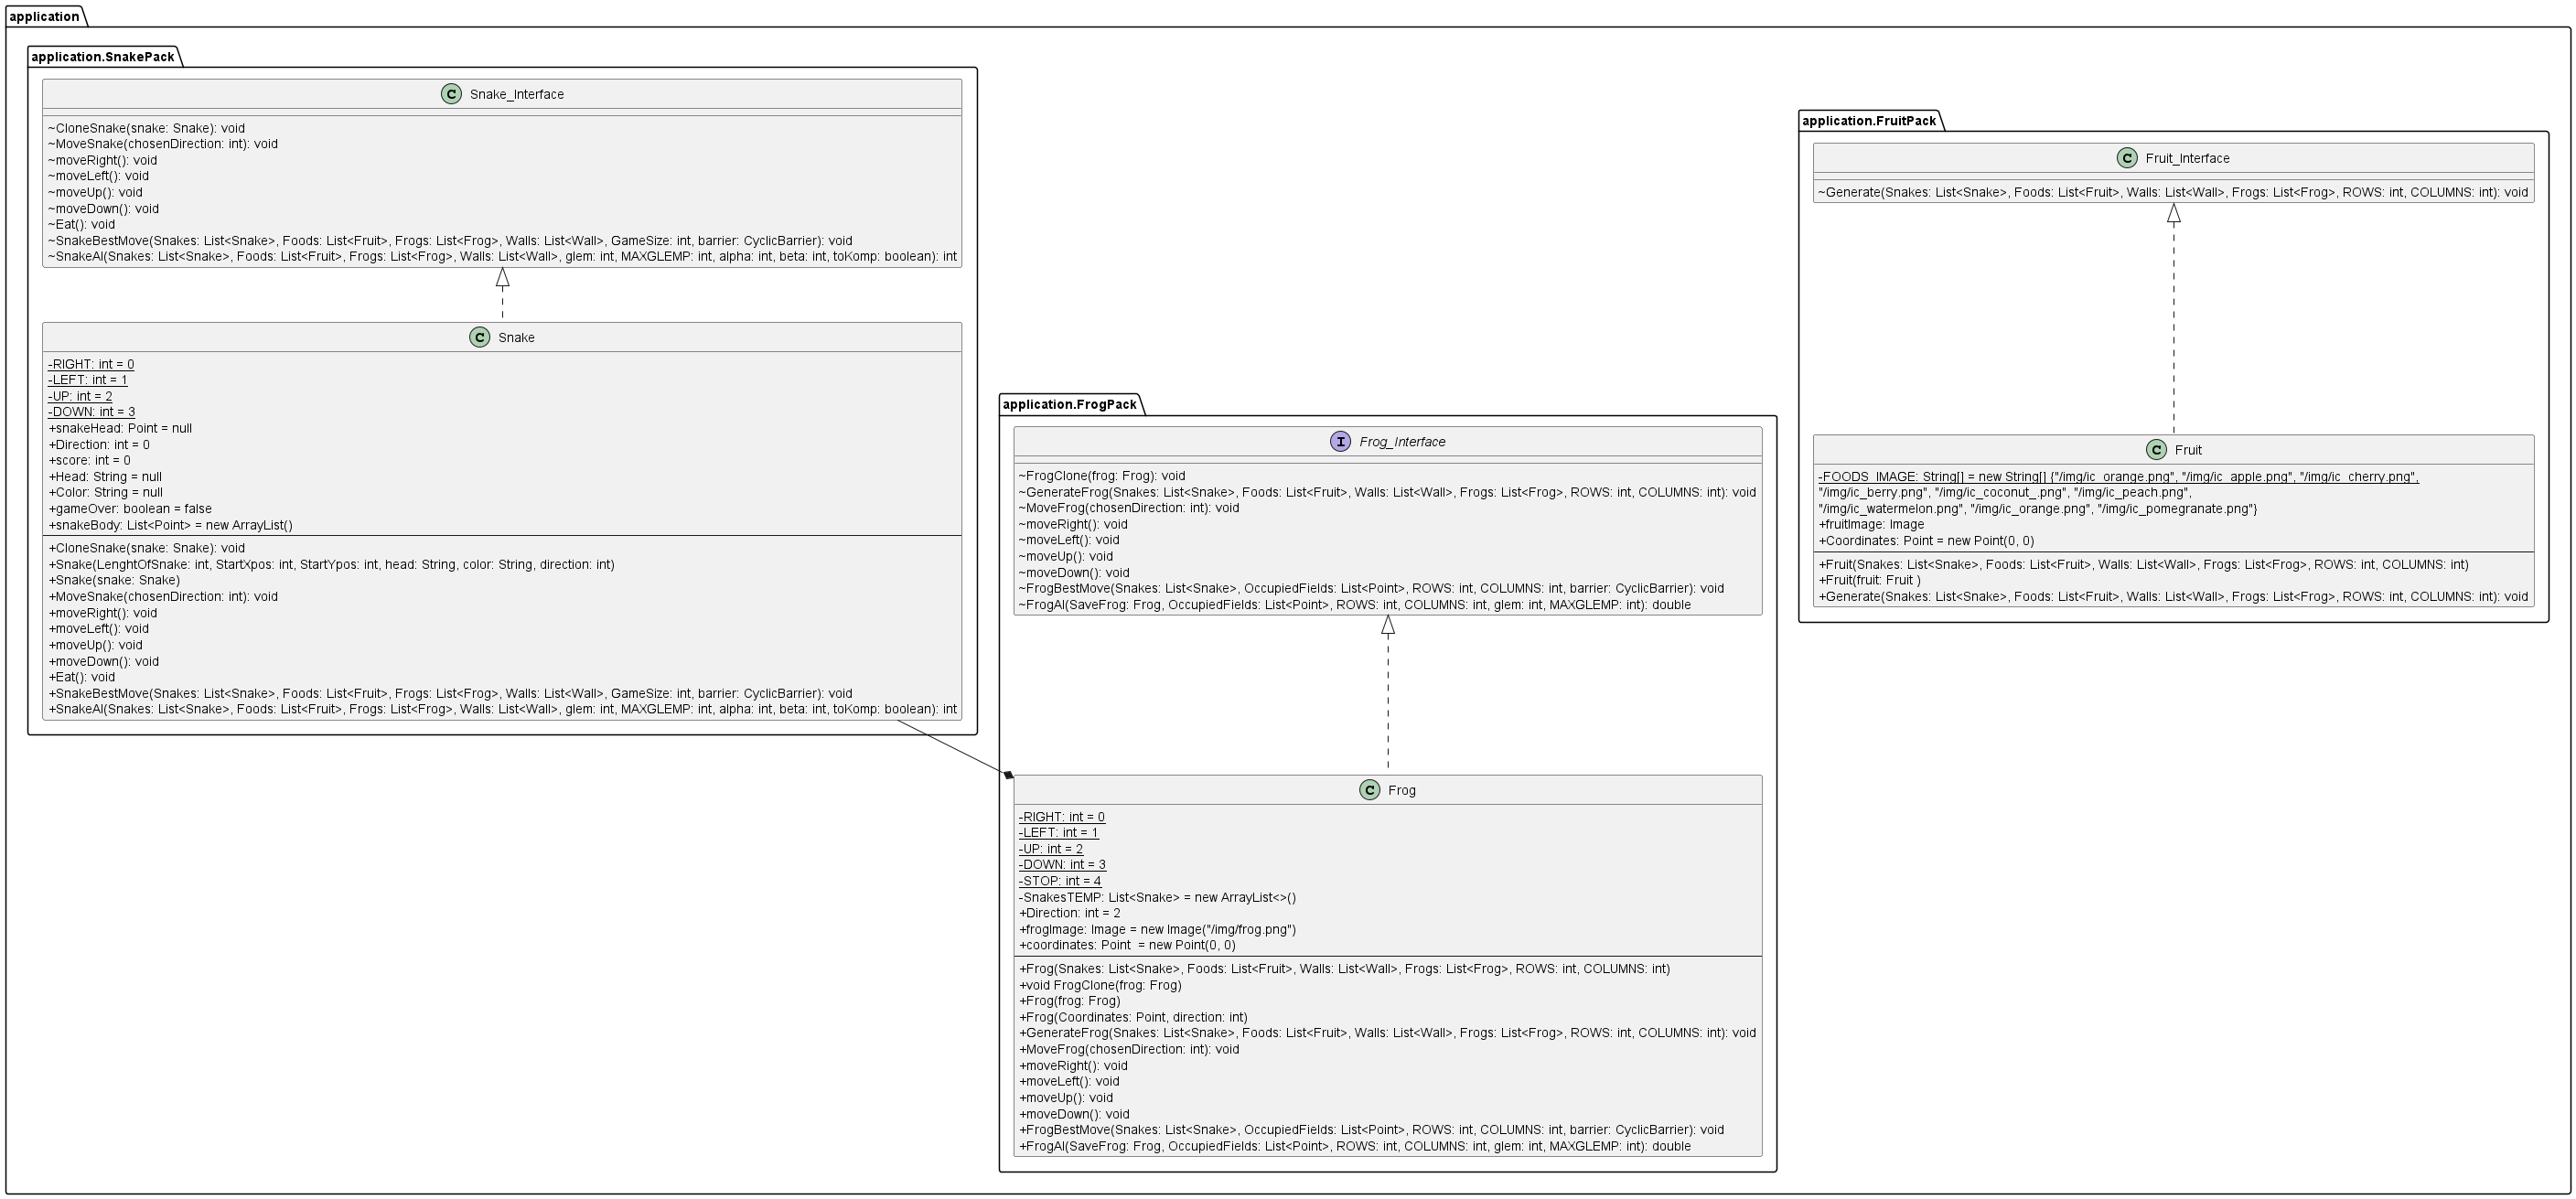 application
application.SnakePack
C Snake_Interface
~CloneSnake(snake: Snake): void
~MoveSnake(chosenDirection: int): void
~moveRight(): void
~moveLeft(): void
~moveUp(): void
~moveDown(): void
~Eat(): void
~SnakeBestMove(Snakes: List<Snake>, Foods: List<Fruit>, Frogs: List<Frog>, Walls: List<Wall>, GameSize: int, barrier: CyclicBarrier): void
~SnakeAI(Snakes: List<Snake>, Foods: List<Fruit>, Frogs: List<Frog>, Walls: List<Wall>, glem: int, MAXGLEMP: int, alpha: int, beta: int, toKomp: boolean): int
C Snake
-RIGHT: int = 0
-LEFT: int = 1
-UP: int = 2
-DOWN: int = 3
+snakeHead: Point = null
+Direction: int = 0
+score: int = 0
+Head: String = null
+Color: String = null
+gameOver: boolean = false
+snakeBody: List<Point> = new ArrayList()
+CloneSnake(snake: Snake): void
+Snake(LenghtOfSnake: int, StartXpos: int, StartYpos: int, head: String, color: String, direction: int)
+Snake(snake: Snake)
+MoveSnake(chosenDirection: int): void
+moveRight(): void
+moveLeft(): void
+moveUp(): void
+moveDown(): void
+Eat(): void
+SnakeBestMove(Snakes: List<Snake>, Foods: List<Fruit>, Frogs: List<Frog>, Walls: List<Wall>, GameSize: int, barrier: CyclicBarrier): void
+SnakeAI(Snakes: List<Snake>, Foods: List<Fruit>, Frogs: List<Frog>, Walls: List<Wall>, glem: int, MAXGLEMP: int, alpha: int, beta: int, toKomp: boolean): int
application.FrogPack
I Frog_Interface
~FrogClone(frog: Frog): void
~GenerateFrog(Snakes: List<Snake>, Foods: List<Fruit>, Walls: List<Wall>, Frogs: List<Frog>, ROWS: int, COLUMNS: int): void
~MoveFrog(chosenDirection: int): void
~moveRight(): void
~moveLeft(): void
~moveUp(): void
~moveDown(): void
~FrogBestMove(Snakes: List<Snake>, OccupiedFields: List<Point>, ROWS: int, COLUMNS: int, barrier: CyclicBarrier): void
~FrogAI(SaveFrog: Frog, OccupiedFields: List<Point>, ROWS: int, COLUMNS: int, glem: int, MAXGLEMP: int): double
C Frog
-RIGHT: int = 0
-LEFT: int = 1
-UP: int = 2
-DOWN: int = 3
-STOP: int = 4
-SnakesTEMP: List<Snake> = new ArrayList<>()
+Direction: int = 2
+frogImage: Image = new Image("/img/frog.png")
+coordinates: Point  = new Point(0, 0)
+Frog(Snakes: List<Snake>, Foods: List<Fruit>, Walls: List<Wall>, Frogs: List<Frog>, ROWS: int, COLUMNS: int)
+void FrogClone(frog: Frog)
+Frog(frog: Frog)
+Frog(Coordinates: Point, direction: int)
+GenerateFrog(Snakes: List<Snake>, Foods: List<Fruit>, Walls: List<Wall>, Frogs: List<Frog>, ROWS: int, COLUMNS: int): void
+MoveFrog(chosenDirection: int): void
+moveRight(): void
+moveLeft(): void
+moveUp(): void
+moveDown(): void
+FrogBestMove(Snakes: List<Snake>, OccupiedFields: List<Point>, ROWS: int, COLUMNS: int, barrier: CyclicBarrier): void
+FrogAI(SaveFrog: Frog, OccupiedFields: List<Point>, ROWS: int, COLUMNS: int, glem: int, MAXGLEMP: int): double
application.FruitPack
C Fruit_Interface
~Generate(Snakes: List<Snake>, Foods: List<Fruit>, Walls: List<Wall>, Frogs: List<Frog>, ROWS: int, COLUMNS: int): void
C Fruit
-FOODS_IMAGE: String[] = new String[] {"/img/ic_orange.png", "/img/ic_apple.png", "/img/ic_cherry.png",
"/img/ic_berry.png", "/img/ic_coconut_.png", "/img/ic_peach.png",
"/img/ic_watermelon.png", "/img/ic_orange.png", "/img/ic_pomegranate.png"}
+fruitImage: Image
+Coordinates: Point = new Point(0, 0)
+Fruit(Snakes: List<Snake>, Foods: List<Fruit>, Walls: List<Wall>, Frogs: List<Frog>, ROWS: int, COLUMNS: int)
+Fruit(fruit: Fruit )
+Generate(Snakes: List<Snake>, Foods: List<Fruit>, Walls: List<Wall>, Frogs: List<Frog>, ROWS: int, COLUMNS: int): void